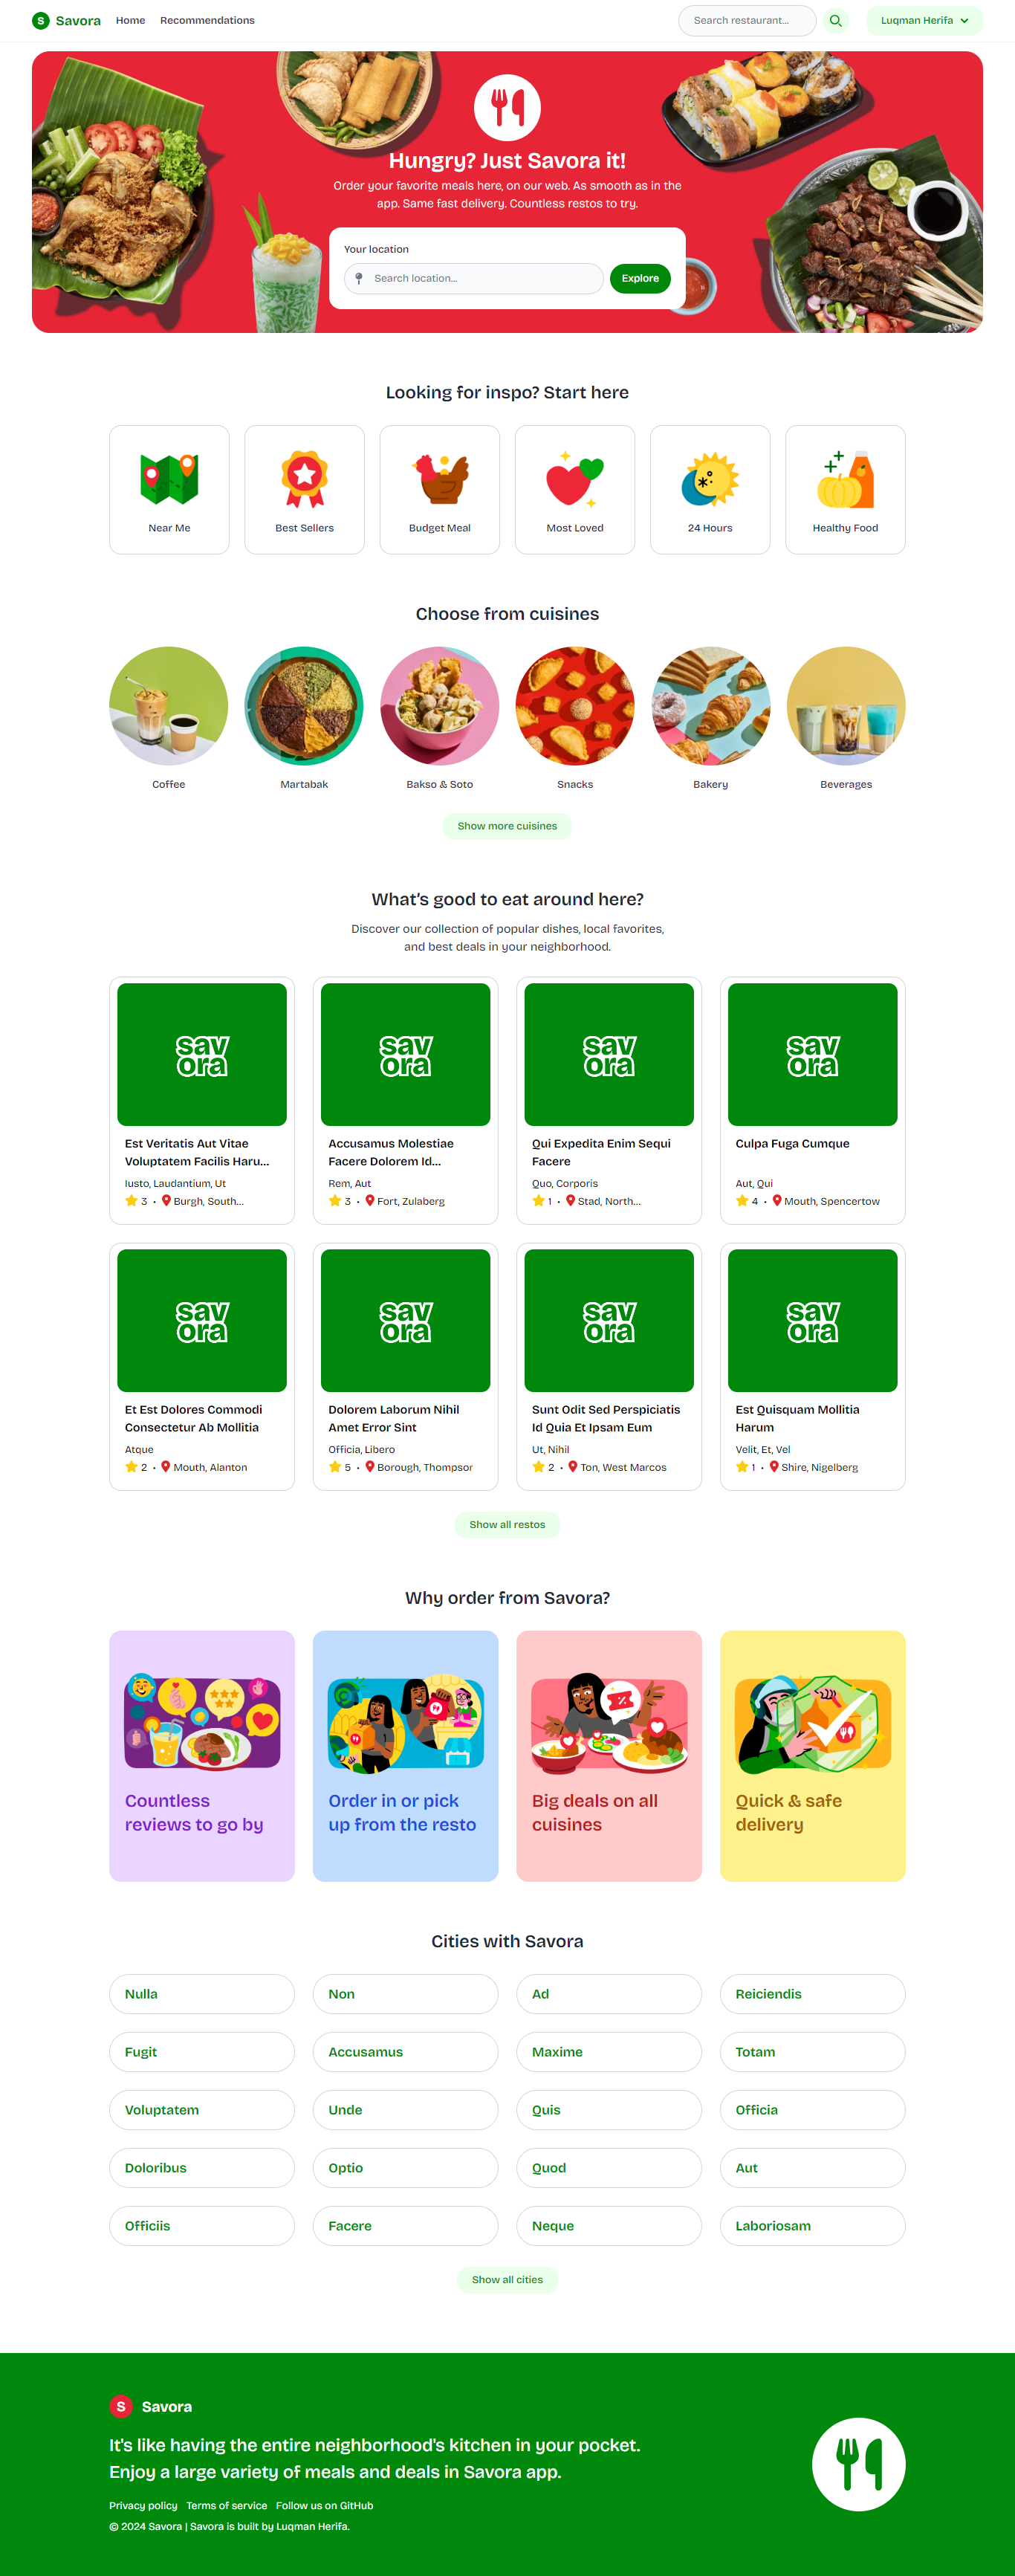 S Savora Home Recommendations Search restaurant... Luqman Herifa
Hungry? Just Savora it!
Order your favorite meals here, on our web. As smooth as in the
app. Same fast delivery. Countless restos to try.
Your location
Search location... Explore
Looking for inspo? Start here
Near Me Best Sellers Budget Meal Most Loved 24 Hours Healthy Food
Choose from cuisines
Coffee Martabak Bakso & Soto Snacks Bakery Beverages
Show more cuisines
What's good to eat around here?
Discover our collection of popular dishes, local favorites,
and best deals in your neighborhood.
sav ora sav ora sav ora sav ora
Est Veritatis Aut Vitae
Voluptatem Facilis Haru...
Iusto, Laudantium, Ut
3 • Burgh, South...
Accusamus Molestiae
Facere Dolorem Id...
Rem, Aut
3 • Fort, Zulaberg
Qui Expedita Enim Sequi
Facere
Quo, Corporis
1 • Stad, North...
Culpa Fuga Cumque
Aut, Qui
4 • Mouth, Spencertow
sav ora sav ora sav ora sav ora
Et Est Dolores Commodi
Consectetur Ab Mollitia
Atque
2 • Mouth, Alanton
Dolorem Laborum Nihil
Amet Error Sint
Officia, Libero
5 • Borough, Thompsor
Sunt Odit Sed Perspiciatis
Id Quia Et Ipsam Eum
Ut, Nihil
2 • Ton, West Marcos
Est Quisquam Mollitia
Harum
Velit, Et, Vel
1 • Shire, Nigelberg
Show all restos
Why order from Savora?
Countless
reviews to go by
Order in or pick
up from the resto
Big deals on all
cuisines
Quick & safe
delivery
Cities with Savora
Nulla Non Ad Reiciendis
Fugit Accusamus Maxime Totam
Voluptatem Unde Quis Officia
Doloribus Optio Quod Aut
Officiis Facere Neque Laboriosam
Show all cities
S Savora
It's like having the entire neighborhood's kitchen in your pocket.
Enjoy a large variety of meals and deals in Savora app.
Privacy policy Terms of service Follow us on GitHub
© 2024 Savora | Savora is built by Luqman Herifa.